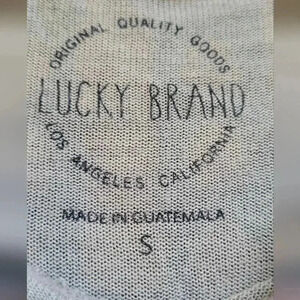 ORIGINAL QUALITY GOODS
LUCKY BRAND
LOS ANGELES CALIFORNIA
MADE IN GUATEMALA
S